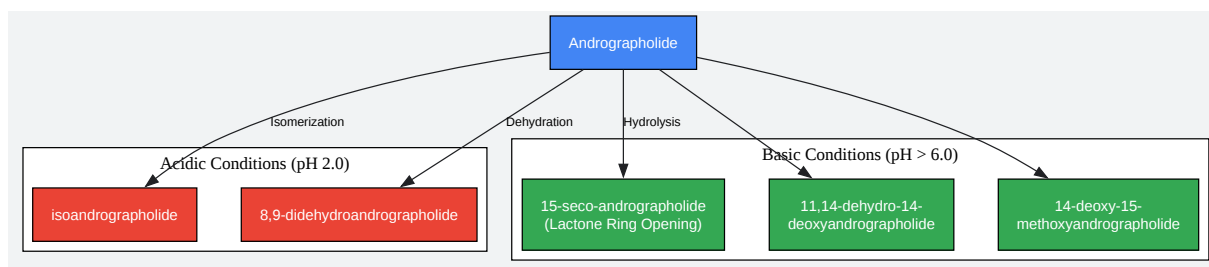 Andrographolide
Isomerization
Dehydration
Hydrolysis
Acidic Conditions (pH 2.0)
Basic Conditions (pH > 6.0)
isoandrographolide
8,9-didehydroandrographolide
15-seco-andrographolide
(Lactone Ring Opening)
11,14-dehydro-14-
deoxyandrographolide
14-deoxy-15-
methoxyandrographolide